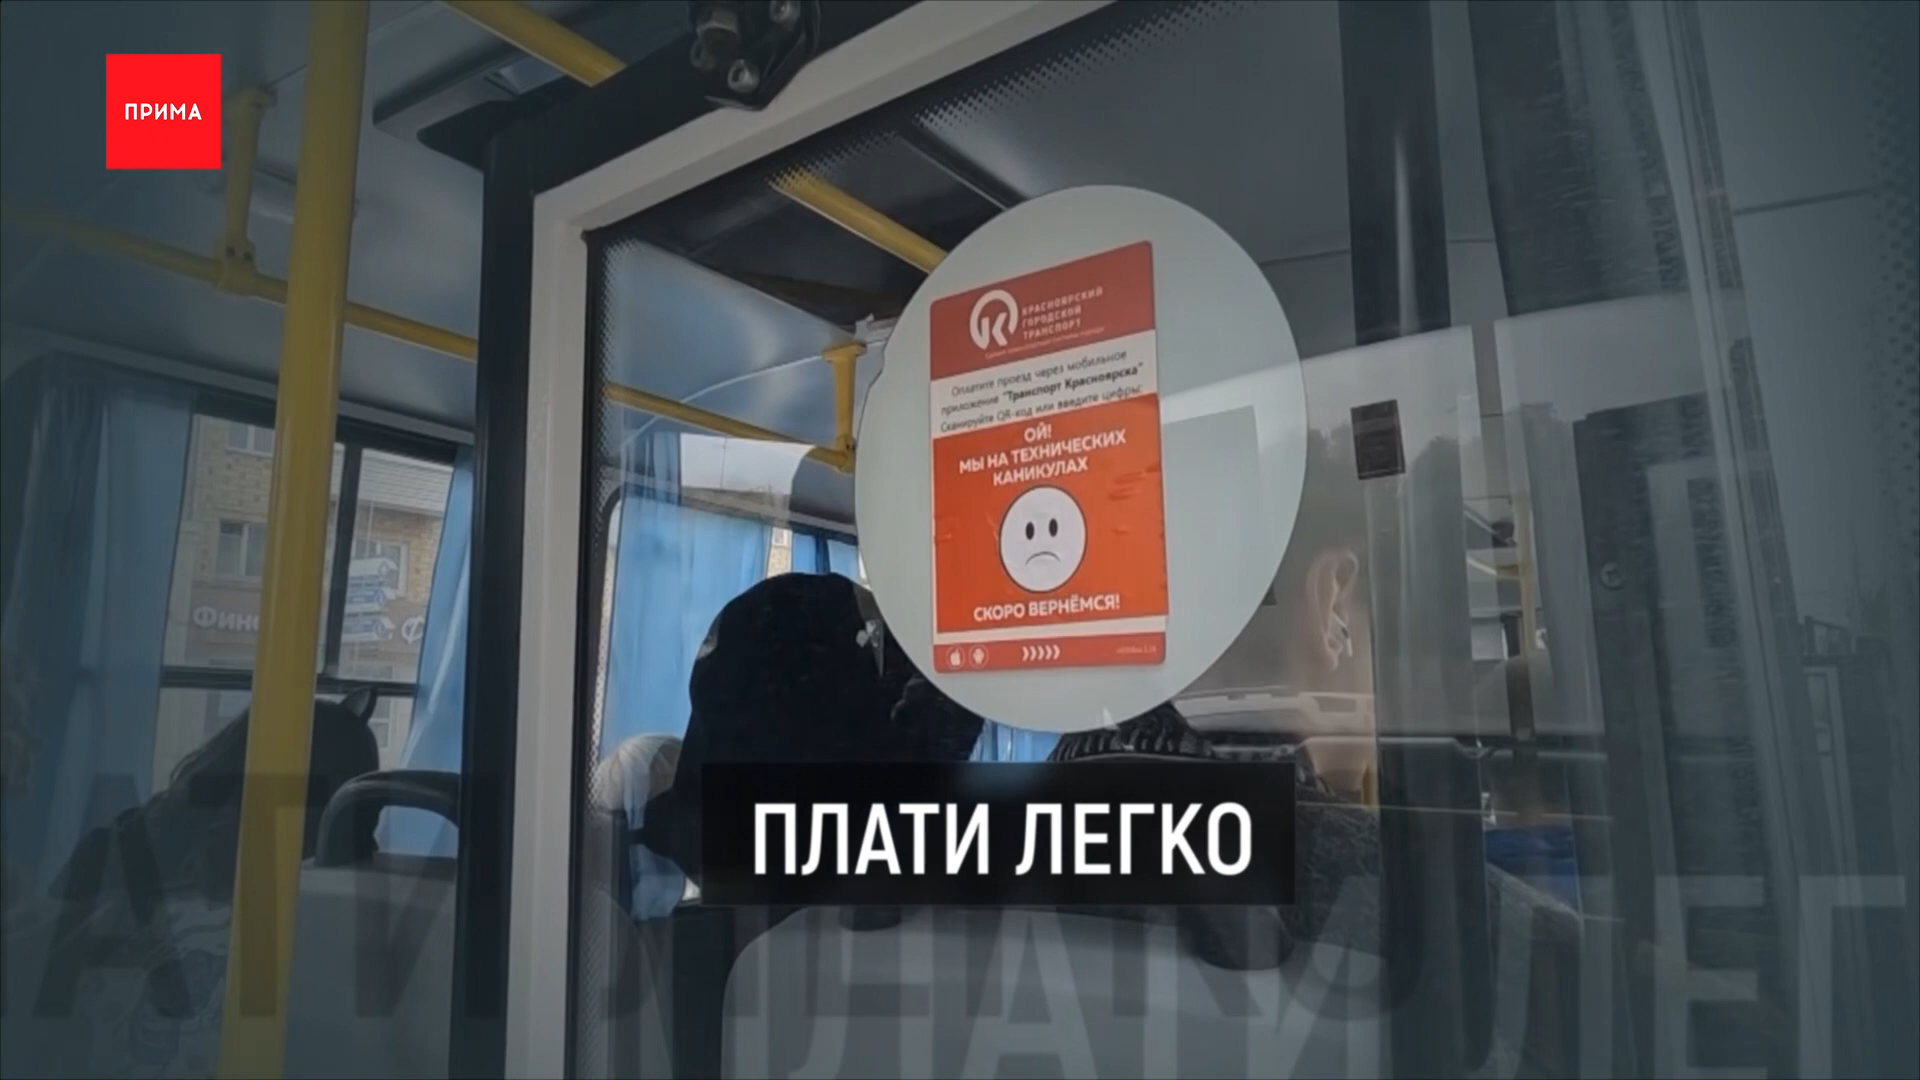 ПРИМА
КРАСНОЯРСКИЙ
ГОРОДСКОЙ
ТРАНСПОРТ
Оплатите проезд через мобильное
приложение "Транспорт Красноярска"
Сканируйте QR-код или введите цифры:
ОЙ!
МЫ НА ТЕХНИЧЕСКИХ
КАНИКУЛАХ
СКОРО ВЕРНЁМСЯ!
Фин
ПЛАТИ ЛЕГКО